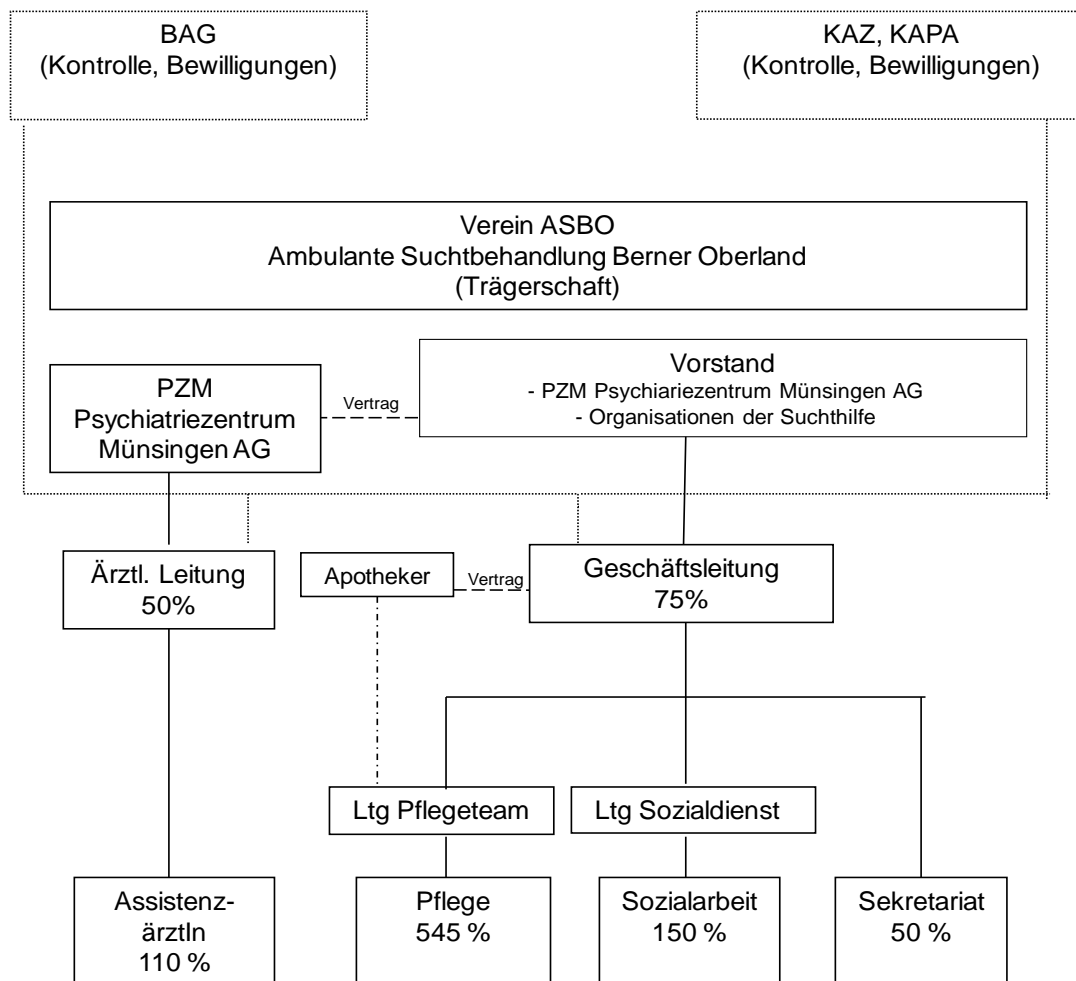 BAG
(Kontrolle, Bewilligungen)
KAZ, KAPA
(Kontrolle, Bewilligungen)
Verein ASBO
Ambulante Suchtbehandlung Berner Oberland
(Trägerschaft)
PZM
Psychiatriezentrum
Münsingen AG
Vertrag
Vorstand
- PZM Psychiariezentrum Münsingen AG
- Organisationen der Suchthilfe
Ärztl. Leitung
50%
Apotheker
Vertrag
Geschäftsleitung
75%
Ltg Pflegeteam
Ltg Sozialdienst
Assistenz-
ärztIn
110 %
Pflege
545 %
Sozialarbeit
150 %
Sekretariat
50 %